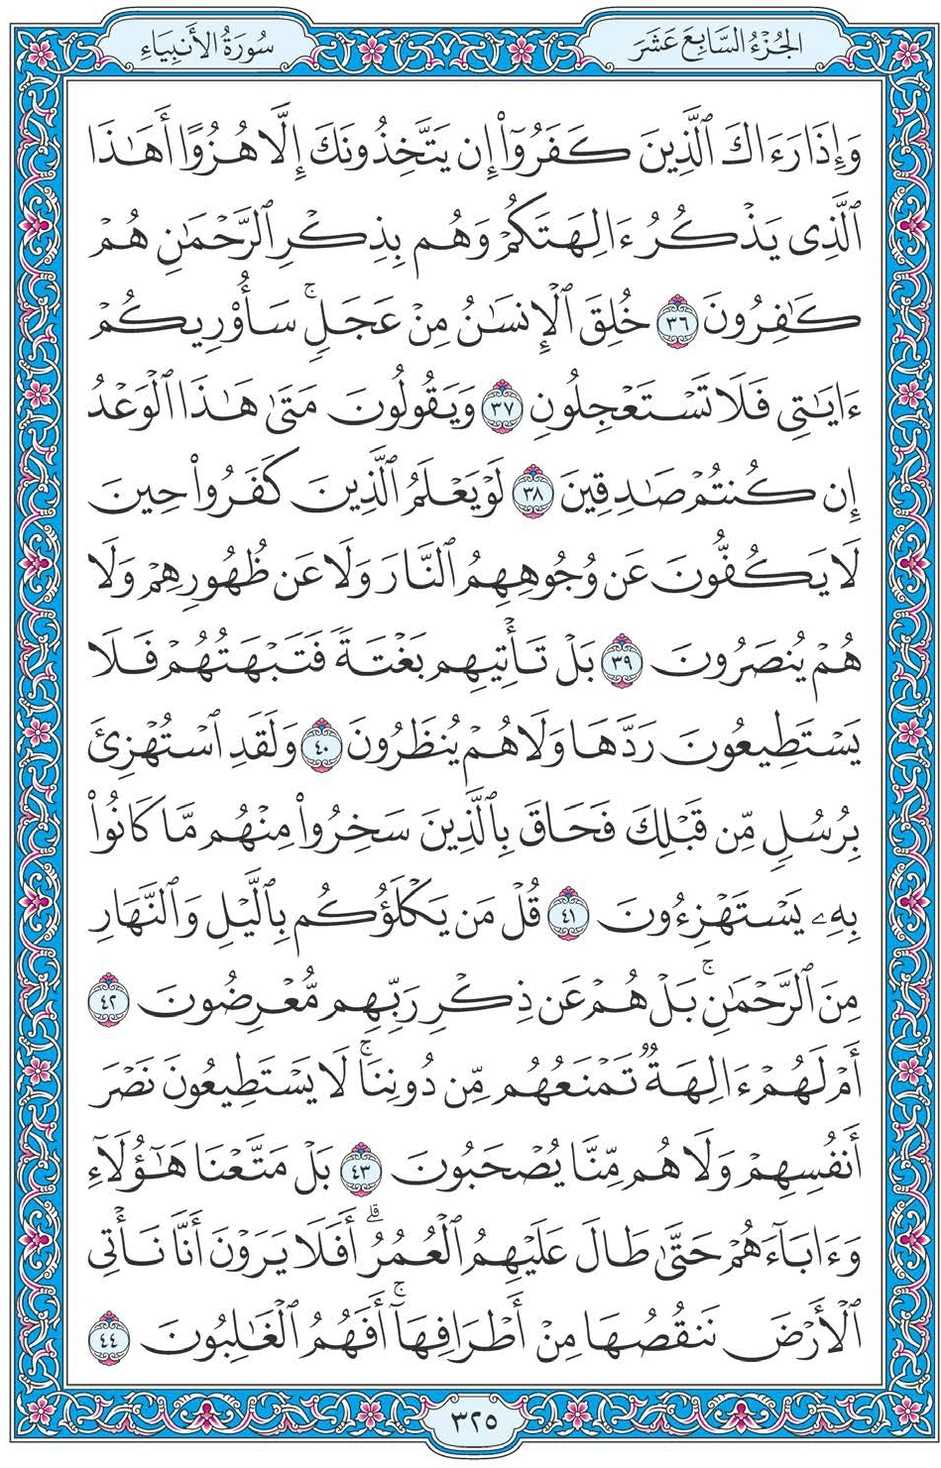 الجُزْءُ السَّابِعَ عَشَرَ
سُورَةُ الأَنبِيَاءِ
وَإِذَا رَءَاكَ ٱلَّذِينَ كَفَرُوٓاْ إِن يَتَّخِذُونَكَ إِلَّا هُزُوًا أَهَٰذَا
ٱلَّذِى يَذۡكُرُ ءَالِهَتَكُمۡ وَهُم بِذِكۡرِ ٱلرَّحۡمَٰنِ هُمۡ
كَٰفِرُونَ ٣٦ خُلِقَ ٱلۡإِنسَٰنُ مِنۡ عَجَلٖۚ سَأُوْرِيكُمۡ
ءَايَٰتِى فَلَا تَسۡتَعۡجِلُونِ ٣٧ وَيَقُولُونَ مَتَىٰ هَٰذَا ٱلۡوَعۡدُ
إِن كُنتُمۡ صَٰدِقِينَ ٣٨ لَوۡ يَعۡلَمُ ٱلَّذِينَ كَفَرُواْ حِينَ
لَا يَكُفُّونَ عَن وُجُوهِهِمُ ٱلنَّارَ وَلَا عَن ظُهُورِهِمۡ وَلَا
هُمۡ يُنصَرُونَ ٣٩ بَلۡ تَأۡتِيهِم بَغۡتَةٗ فَتَبۡهَتُهُمۡ فَلَا
يَسۡتَطِيعُونَ رَدَّهَا وَلَا هُمۡ يُنظَرُونَ ٤٠ وَلَقَدِ ٱسۡتُهۡزِئَ
بِرُسُلٖ مِّن قَبۡلِكَ فَحَاقَ بِٱلَّذِينَ سَخِرُواْ مِنۡهُم مَّا كَانُواْ
بِهِۦ يَسۡتَهۡزِءُونَ ٤١ قُلۡ مَن يَكۡلَؤُكُم بِٱلَّيۡلِ وَٱلنَّهَارِ
مِنَ ٱلرَّحۡمَٰنِۚ بَلۡ هُمۡ عَن ذِكۡرِ رَبِّهِم مُّعۡرِضُونَ ٤٢
أَمۡ لَهُمۡ ءَالِهَةٞ تَمۡنَعُهُم مِّن دُونِنَاۚ لَا يَسۡتَطِيعُونَ نَصۡرَ
أَنفُسِهِمۡ وَلَا هُم مِّنَّا يُصۡحَبُونَ ٤٣ بَلۡ مَتَّعۡنَا هَٰٓؤُلَآءِ
وَءَابَآءَهُمۡ حَتَّىٰ طَالَ عَلَيۡهِمُ ٱلۡعُمُرُۗ أَفَلَا يَرَوۡنَ أَنَّا نَأۡتِى
ٱلۡأَرۡضَ نَنقُصُهَا مِنۡ أَطۡرَافِهَآۚ أَفَهُمُ ٱلۡغَٰلِبُونَ ٤٤
٣٢٥